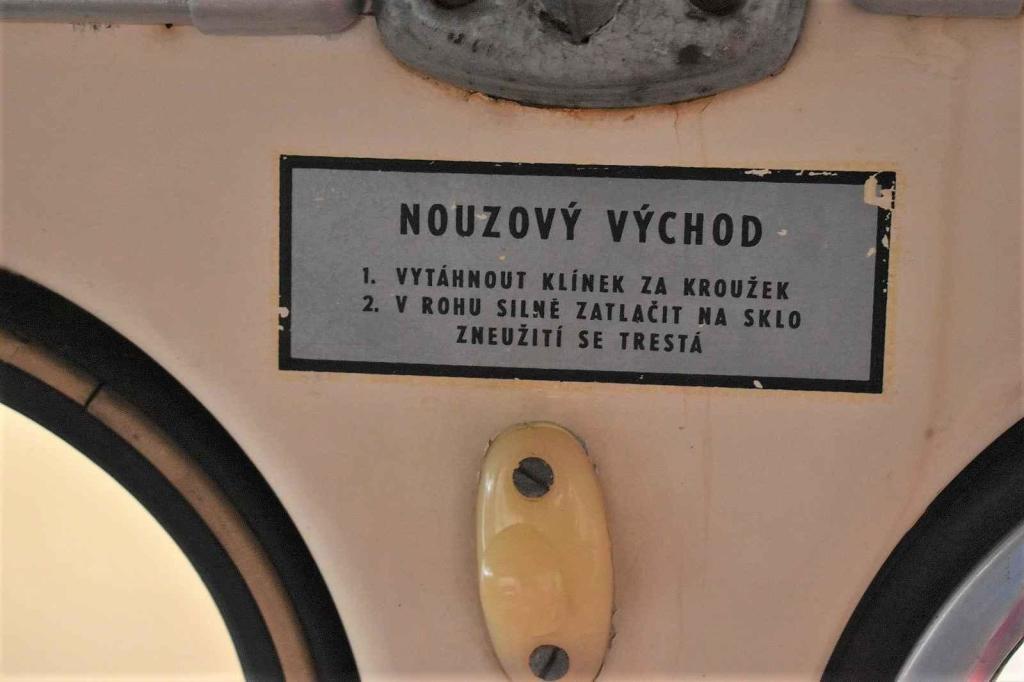 NOUZOVÝ VÝCHOD
1. VYTÁHNOUT KLÍNEK ZA KROUŽEK
2. V ROHU SILNĚ ZATLAČIT NA SKLO
ZNEUŽITÍ SE TRESTÁ